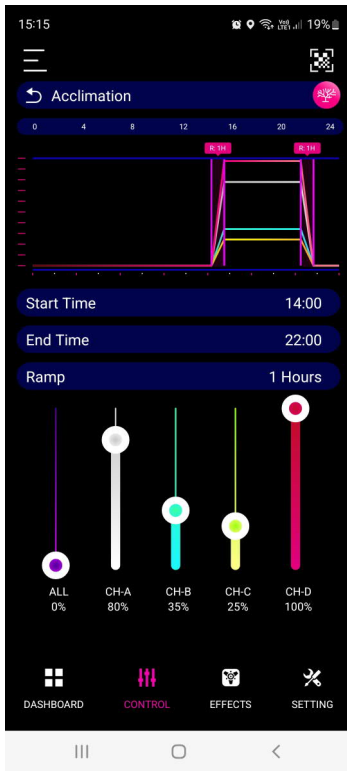 15:15
Vo) LTE1 19%
Acclimation
0 4 8 12 16 20 24
R: 1H R: 1H
Start Time 14:00
End Time 22:00
Ramp 1 Hours
ALL CH-A CH-B CH-C CH-D
0% 80% 35% 25% 100%
DASHBOARD CONTROL EFFECTS SETTING